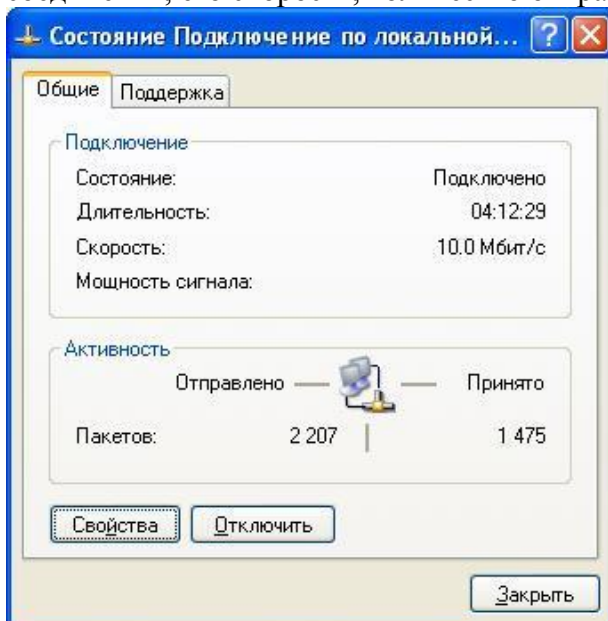 Состояние Подключение по локальной...
Общие Поддержка
Подключение
Состояние: Подключено
Длительность: 04:12:29
Скорость: 10.0 Мбит/с
Мощность сигнала:
Активность
Отправлено — — Принято
Пакетов: 2 207 1 475
Свойства Отключить
Закрыть